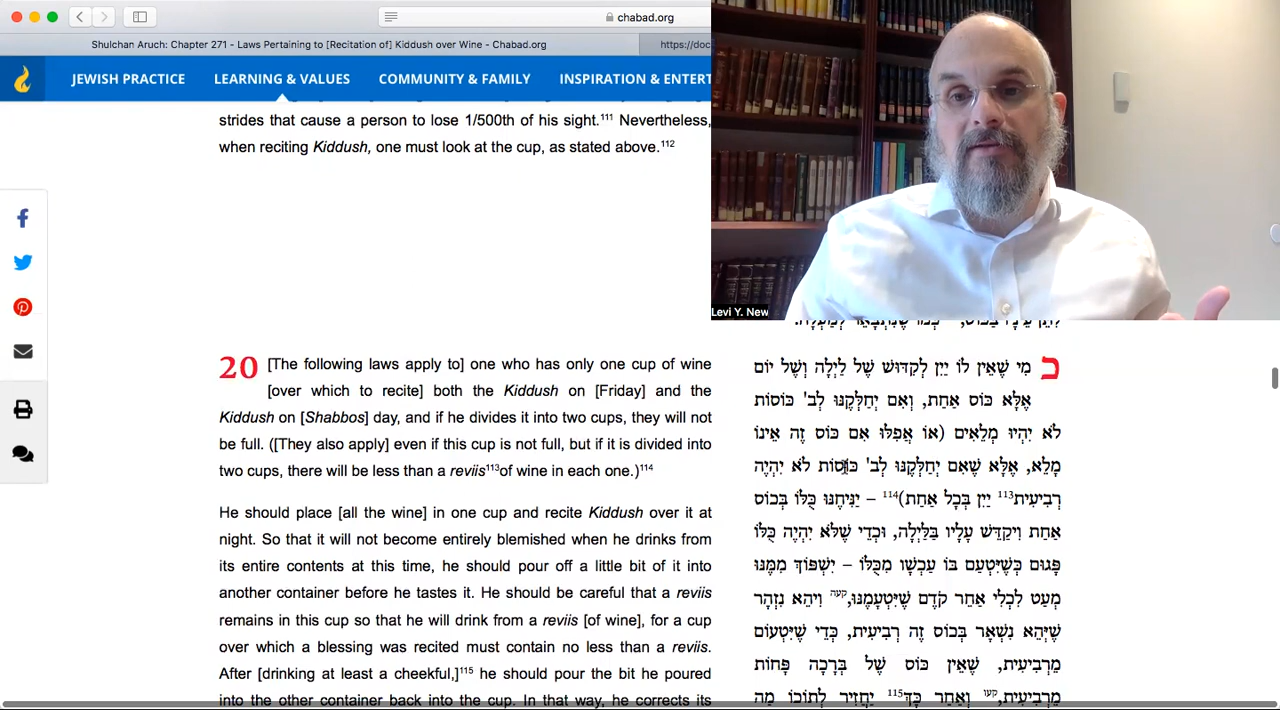 chabad.org
Shulchan Aruch: Chapter 271 - Laws Pertaining to [Recitation of] Kiddush over Wine - Chabad.org
https://doc
JEWISH PRACTICE LEARNING & VALUES COMMUNITY & FAMILY INSPIRATION & ENTERT
strides that cause a person to lose 1/500th of his sight.111 Nevertheless,
when reciting Kiddush, one must look at the cup, as stated above.112
Levi Y. New
20 [The following laws apply to] one who has only one cup of wine
[over which to recite] both the Kiddush on [Friday] and the
Kiddush on [Shabbos] day, and if he divides it into two cups, they will not
be full. ([They also apply] even if this cup is not full, but if it is divided into
two cups, there will be less than a reviis113of wine in each one.)114
He should place [all the wine] in one cup and recite Kiddush over it at
night. So that it will not become entirely blemished when he drinks from
its entire contents at this time, he should pour off a little bit of it into
another container before he tastes it. He should be careful that a reviis
remains in this cup so that he will drink from a reviis [of wine], for a cup
over which a blessing was recited must contain no less than a reviis.
After [drinking at least a cheekful,]115 he should pour the bit he poured
into the other container back into the cup. In that way, he corrects its
כ מִי שֶׁאֵין לוֹ יַיִן לְקִדּוּשׁ שֶׁל לַיְלָה וְשֶׁל יוֹם
אֶלָּא כּוֹס אַחַת, וְאִם יְחַלְּקֶנּוּ לְב' כּוֹסוֹת
לֹא יִהְיוּ מְלֵאִים (אוֹ אֲפִלּוּ אִם כּוֹס זֶה אֵינוֹ
מָלֵא, אֶלָּא שֶׁאִם יְחַלְּקֶנּוּ לְב' כּוֹסוֹת לֹא יִהְיֶה
רְבִיעִית113 יַיִן בְּכָל אַחַת)114 – יַנִּיחֶנּוּ כֻּלּוֹ בְּכוֹס
אַחַת וִיקַדֵּשׁ עָלָיו בַּלַּיְלָה, וּכְדֵי שֶׁלֹּא יִהְיֶה כֻּלּוֹ
פָּגוּם כְּשֶׁיִּטְעַם בּוֹ עַכְשָׁו מִכֻּלּוֹ – יִשְׁפּוֹךְ מִמֶּנּוּ
מְעַט לִכְלִי אַחֵר קֹדֶם שֶׁיִּטְעָמֶנּוּ,קעה וִיהֵא נִזְהָר
שֶׁיְּהֵא נִשְׁאָר בְּכוֹס זֶה רְבִיעִית, כְּדֵי שֶׁיִּטְעוֹם
מֵרְבִיעִית, שֶׁאֵין כּוֹס שֶׁל בְּרָכָה פָּחוֹת
מֵרְבִיעִית,קעו וְאַחַר כָּךְ115 יַחֲזִיר לְתוֹכוֹ מַה